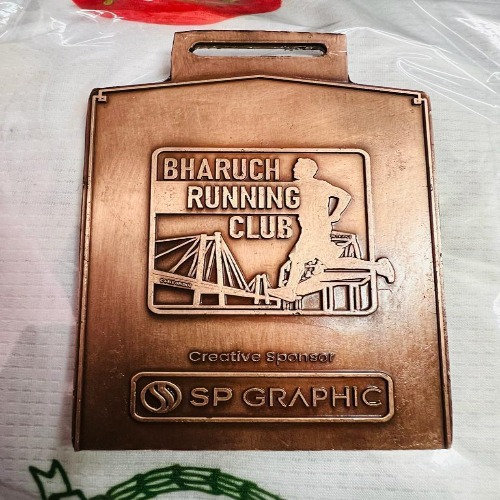 BHARUCH
RUNNING
CLUB
Creative Sponsor
SP GRAPHIC